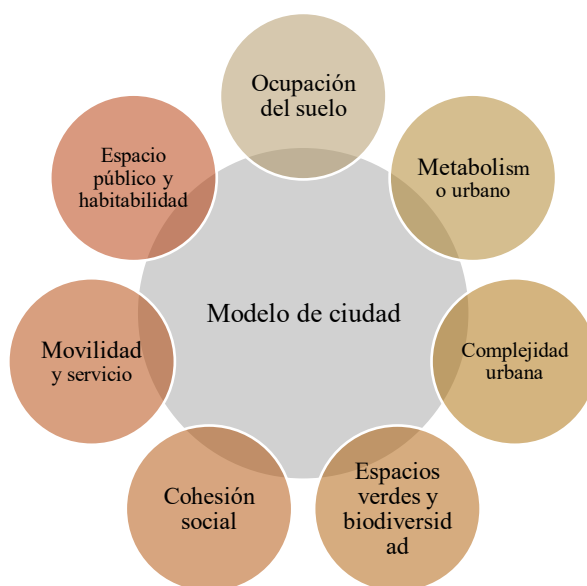 Ocupación
del suelo
Metabolism
o urbano
Complejidad
urbana
Espacios
verdes y
biodiversid
ad
Cohesión
social
Movilidad
y servicio
Espacio
público y
habitabilidad
Modelo de ciudad